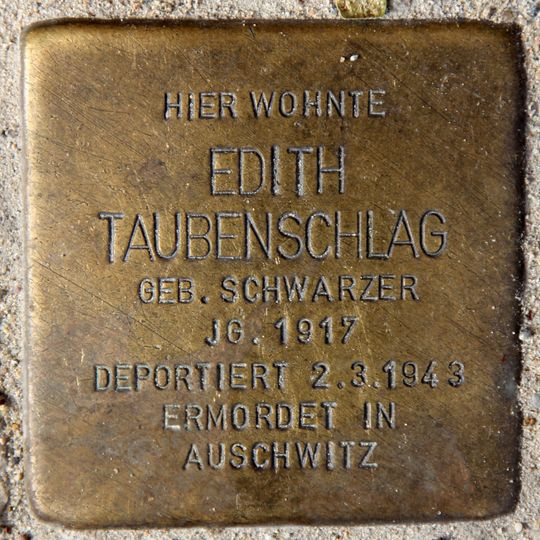 HIER WOHNTE
EDITH
TAUBENSCHLAG
GEB. SCHWARZER
JG. 1917
DEPORTIERT 2.3.1943
ERMORDET IN
AUSCHWITZ